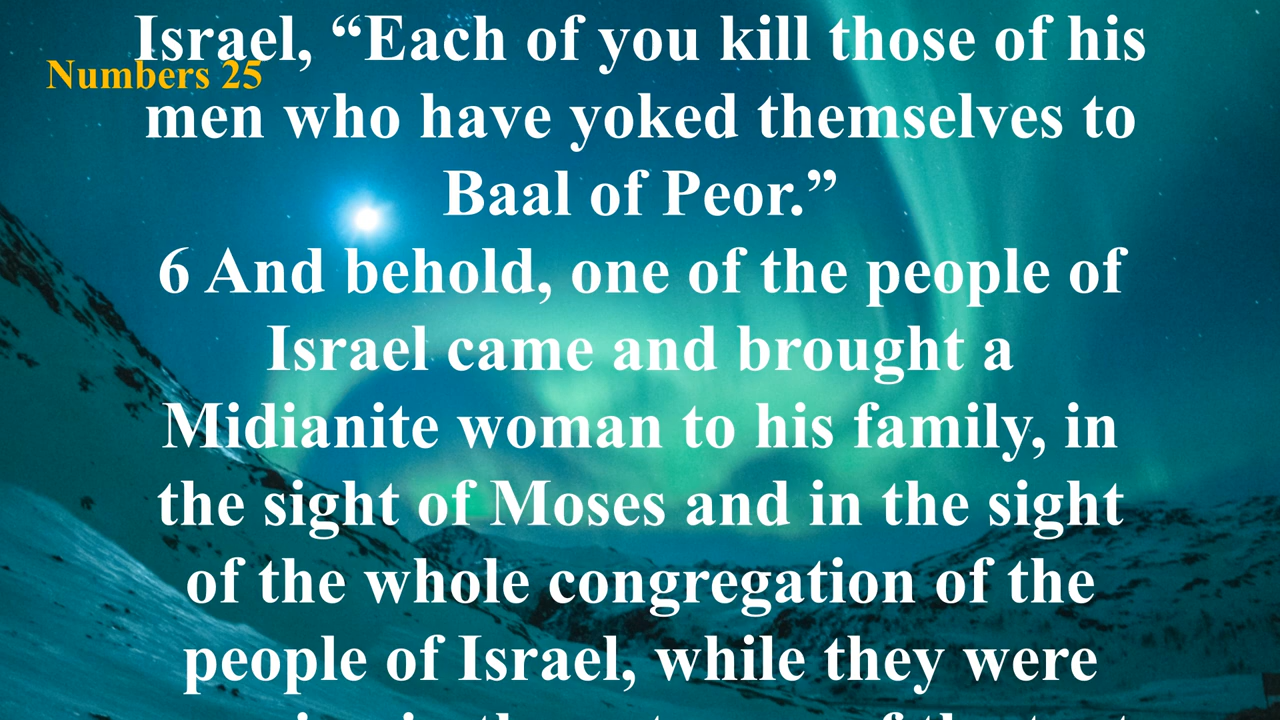 Israel, “Each of you kill those of his
Numbers 25
men who have yoked themselves to
Baal of Peor.”
6 And behold, one of the people of
Israel came and brought a
Midianite woman to his family, in
the sight of Moses and in the sight
of the whole congregation of the
people of Israel, while they were